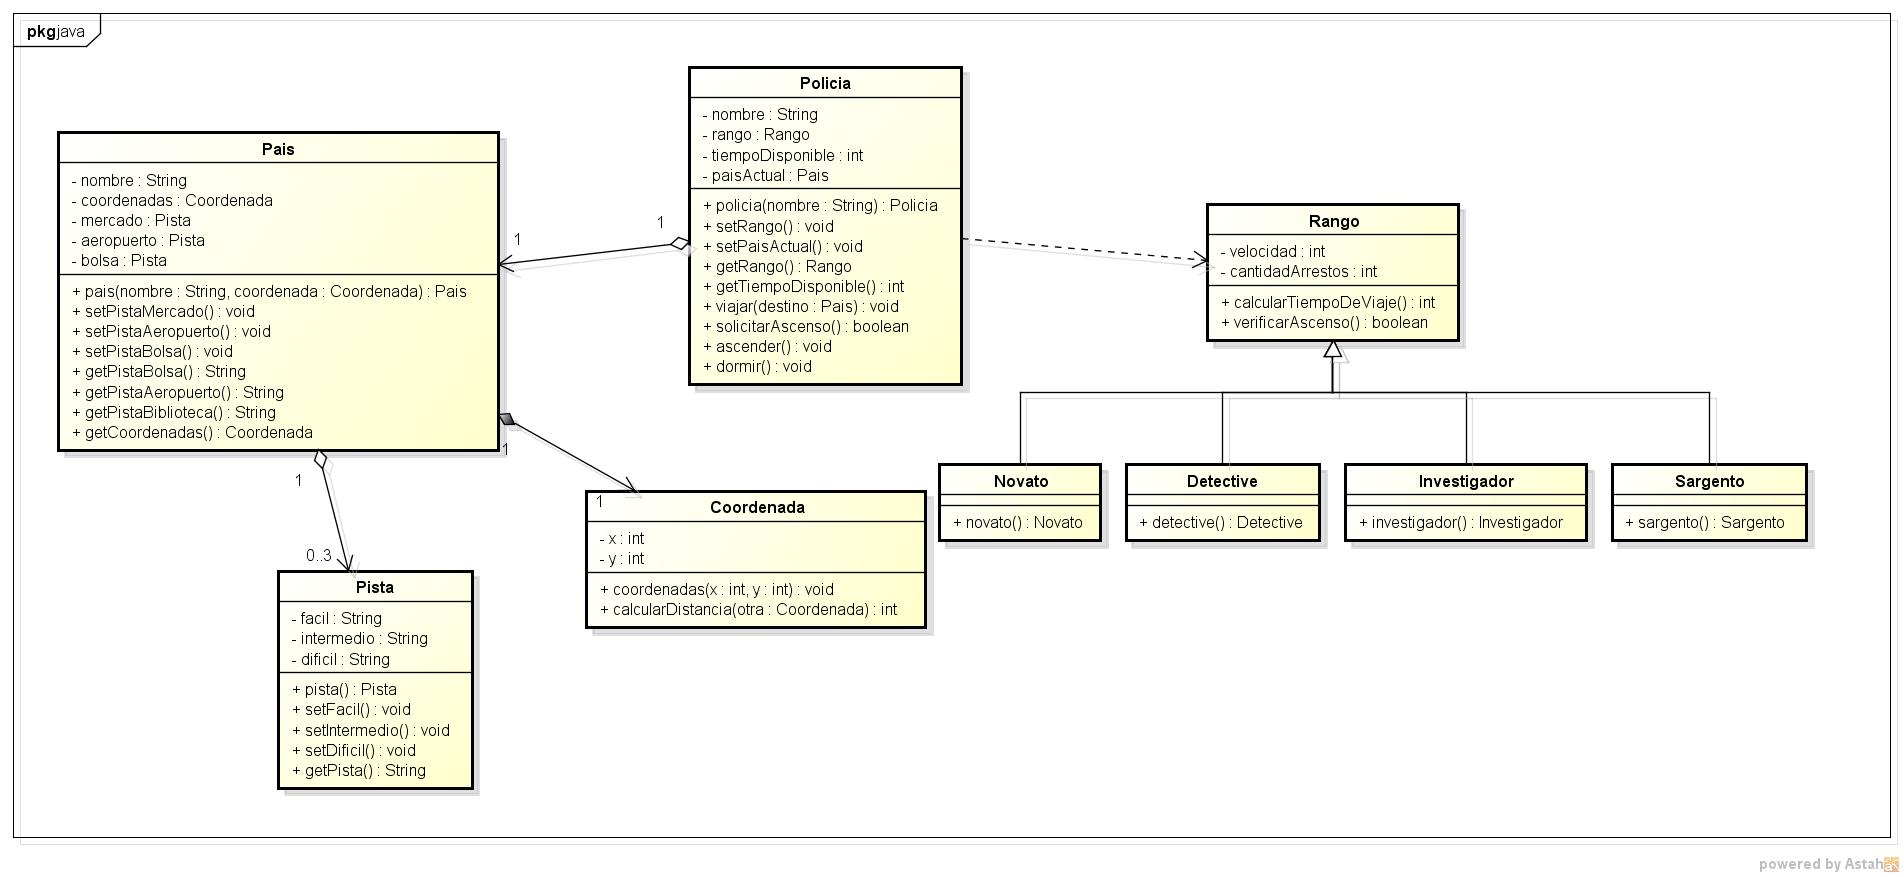 pkg java
Policia
- nombre : String
- rango : Rango
- tiempoDisponible : int
- paisActual : Pais
+ policia(nombre : String) : Policia
+ setRango() : void
+ setPaisActual() : void
+ getRango() : Rango
+ getTiempoDisponible() : int
+ viajar(destino : Pais) : void
+ solicitarAscenso() : boolean
+ ascender() : void
+ dormir() : void
Pais
- nombre : String
- coordenadas : Coordenada
- mercado : Pista
- aeropuerto : Pista
- bolsa : Pista
+ pais(nombre : String, coordenada : Coordenada) : Pais
+ setPistaMercado() : void
+ setPistaAeropuerto() : void
+ setPistaBolsa() : void
+ getPistaBolsa() : String
+ getPistaAeropuerto() : String
+ getPistaBiblioteca() : String
+ getCoordenadas() : Coordenada
1
1
Rango
- velocidad : int
- cantidadArrestos : int
+ calcularTiempoDeViaje() : int
+ verificarAscenso() : boolean
1
1
1
0..3
Novato
+ novato() : Novato
Detective
+ detective() : Detective
Investigador
+ investigador() : Investigador
Sargento
+ sargento() : Sargento
Coordenada
- x : int
- y : int
+ coordenadas(x : int, y : int) : void
+ calcularDistancia(otra : Coordenada) : int
Pista
- facil : String
- intermedio : String
- dificil : String
+ pista() : Pista
+ setFacil() : void
+ setIntermedio() : void
+ setDificil() : void
+ getPista() : String
powered by Astah